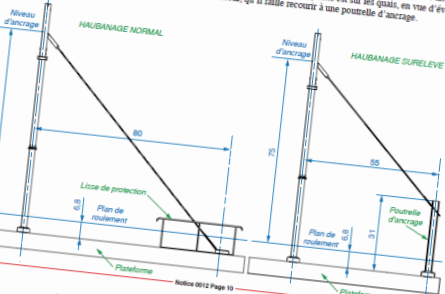 sur les quais, en vue d'év
qu'il faille recourir à une poutrelle d'ancrage.
Niveau
d'ancrage
HAUBANAGE NORMAL
80
Lisse de protection
6,8
Plan de
roulement
Plateforme
Niveau
d'ancrage
HAUBANAGE SURELEVE
75
55
Poutrelle
d'ancrage
Plan de
roulement
6,8
31
Notice 0012 Page 10